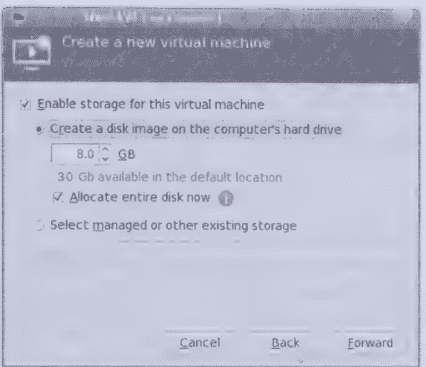 New VM
Create a new virtual machine
Enable storage for this virtual machine
Create a disk image on the computer's hard drive
8.0 GB
30 Gb available in the default location
Allocate entire disk now
Select managed or other existing storage
Cancel Back Forward